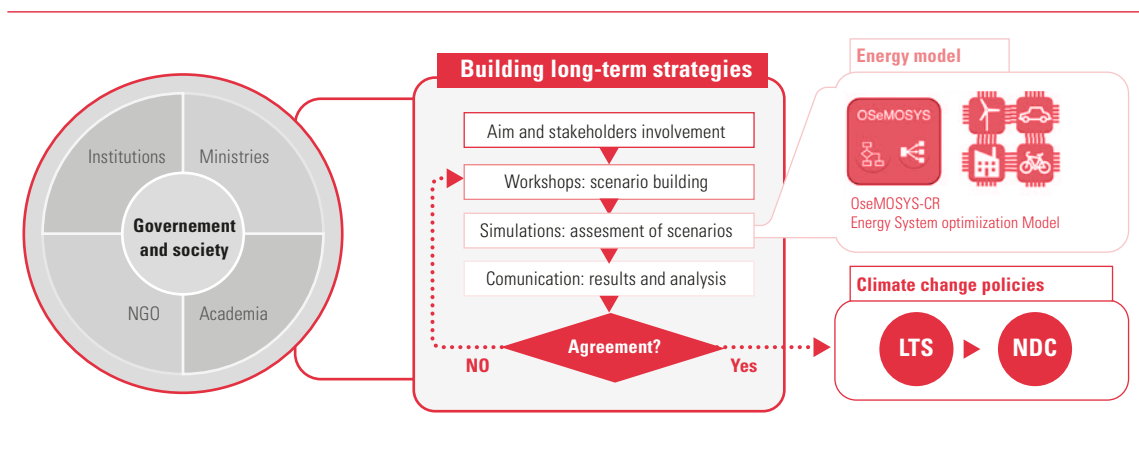 Institutions
Ministries
Governement
and society
NGO
Academia
Building long-term strategies
Aim and stakeholders involvement
Workshops: scenario building
Simulations: assesment of scenarios
Comunication: results and analysis
Agreement?
NO
Yes
Energy model
OSeMOSYS
OseMOSYS-CR
Energy System optimiization Model
Climate change policies
LTS
NDC